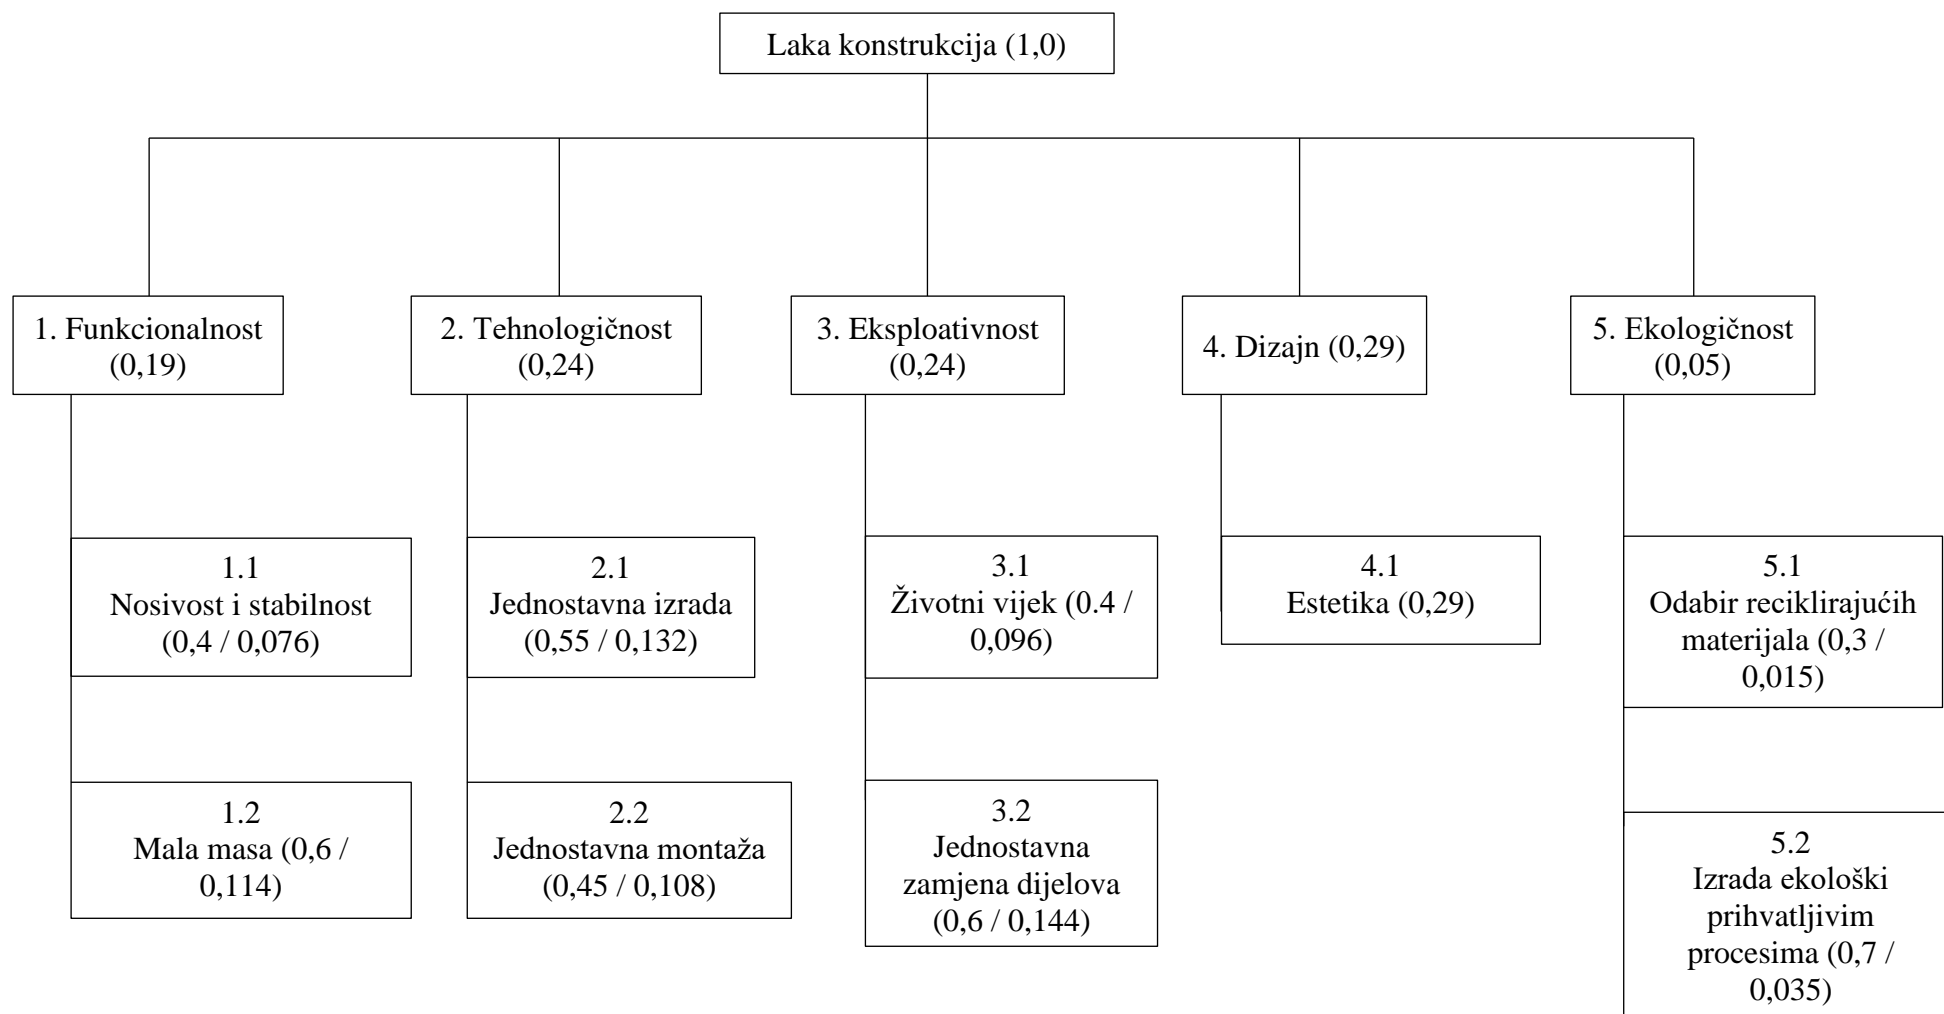 Laka konstrukcija (1,0)
1. Funkcionalnost
(0,19)
2. Tehnologičnost
(0,24)
3. Eksploativnost
(0,24)
4. Dizajn (0,29)
5. Ekologičnost
(0,05)
1.1
Nosivost i stabilnost
(0,4 / 0,076)
2.1
Jednostavna izrada
(0,55 / 0,132)
3.1
Životni vijek (0.4 /
0,096)
4.1
Estetika (0,29)
5.1
Odabir reciklirajućih
materijala (0,3 /
0,015)
1.2
Mala masa (0,6 /
0,114)
2.2
Jednostavna montaža
(0,45 / 0,108)
3.2
Jednostavna
zamjena dijelova
(0,6 / 0,144)
5.2
Izrada ekološki
prihvatljivim
procesima (0,7 /
0,035)